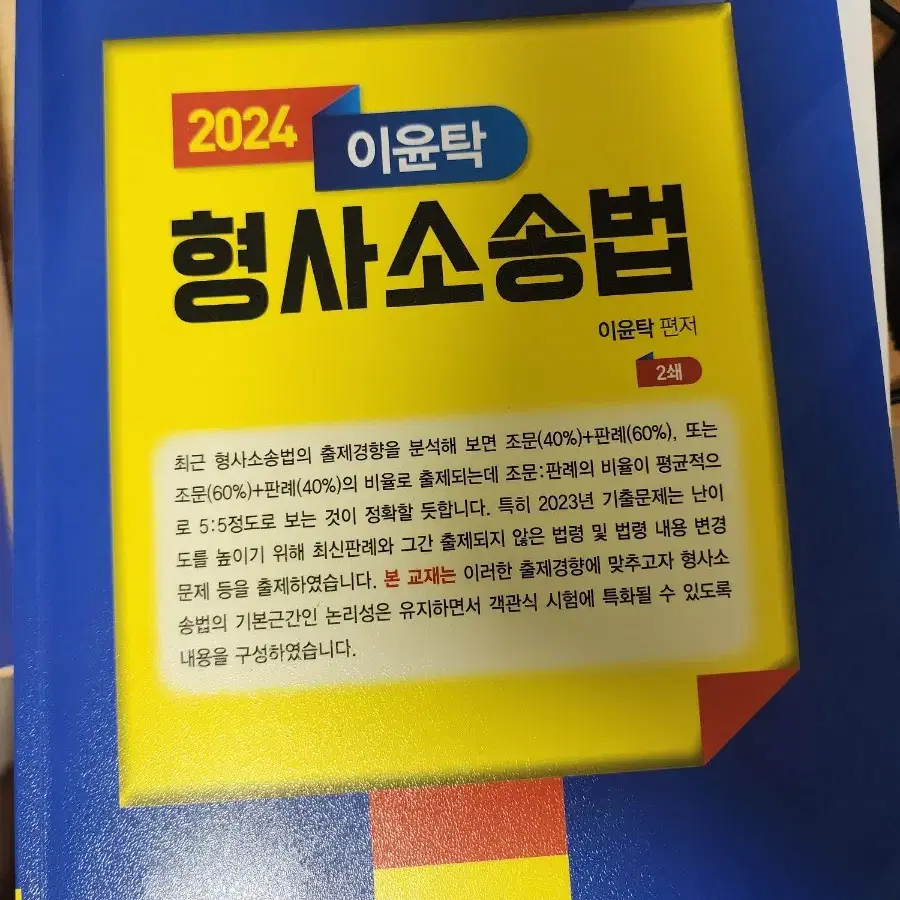 2024
이윤탁
형사소송법
이윤탁 편저
2쇄
최근 형사소송법의 출제경향을 분석해 보면 조문(40%)+판례(60%), 또는
조문(60%)+판례(40%)의 비율로 출제되는데 조문:판례의 비율이 평균적으
로 5:5정도로 보는 것이 정확할 듯합니다. 특히 2023년 기출문제는 난이
도를 높이기 위해 최신판례와 그간 출제되지 않은 법령 및 법령 내용 변경
문제 등을 출제하였습니다. 본 교재는 이러한 출제경향에 맞추고자 형사소
송법의 기본근간인 논리성은 유지하면서 객관식 시험에 특화될 수 있도록
내용을 구성하였습니다.